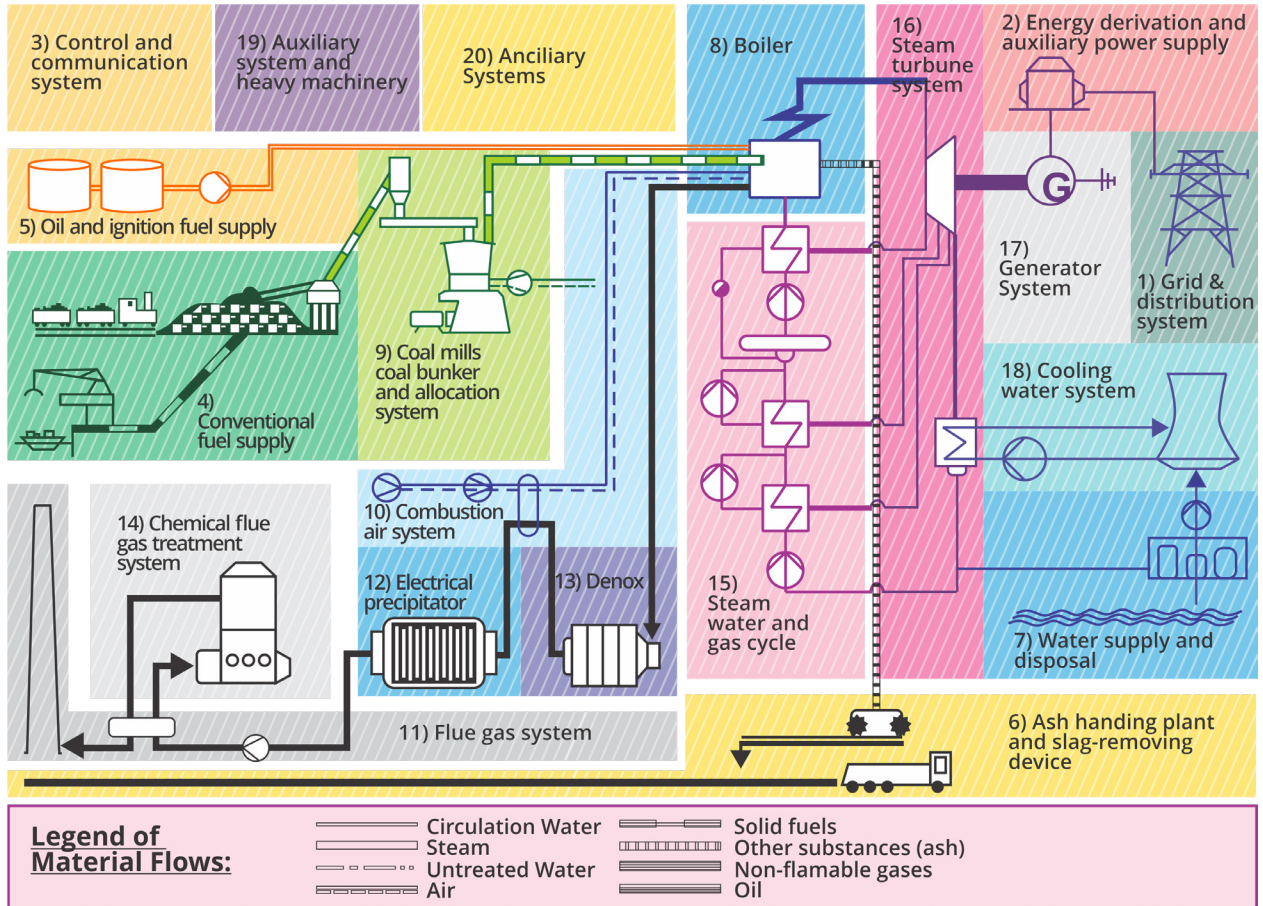 3) Control and
communication
system
19) Auxiliary
system and
heavy machinery
20) Anciliary
Systems
8) Boiler
16)
Steam
turbune
system
2) Energy derivation and
auxiliary power supply
5) Oil and ignition fuel supply
G
17)
Generator
System
1) Grid &
distribution
system
9) Coal mills
coal bunker
and allocation
system
4)
Conventional
fuel supply
18) Cooling
water system
10) Combustion
air system
14) Chemical flue
gas treatment
system
12) Electrical
precipitator
13) Denox
15)
Steam
water and
gas cycle
7) Water supply and
disposal
11) Flue gas system
6) Ash handing plant
and slag-removing
device
Legend of
Material Flows:
Circulation Water
Steam
Untreated Water
Air
Solid fuels
Other substances (ash)
Non-flamable gases
Oil